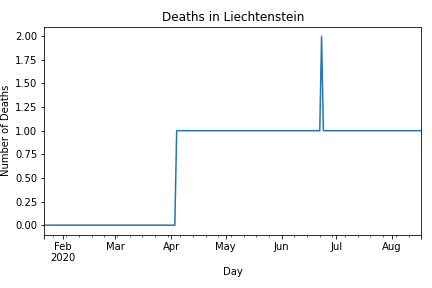 Deaths in Liechtenstein
2.00
1.75
1.50
1.25
1.00
0.75
0.50
0.25
0.00
Number of Deaths
Feb Mar Apr May Jun Jul Aug
2020
Day